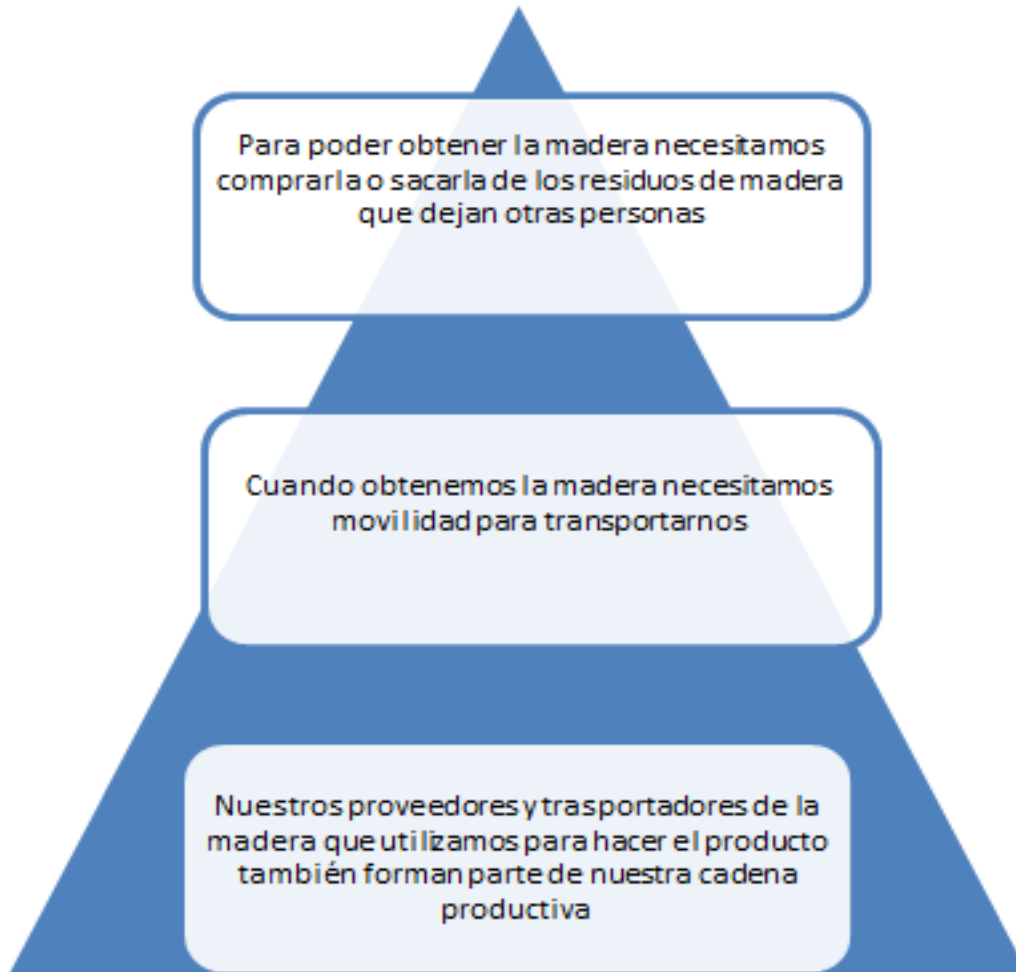 Para poder obtener la madera necesitamos
comprarla o sacarla de los residuos de madera
que dejan otras personas
Cuando obtenemos la madera necesitamos
movilidad para transportarnos
Nuestros proveedores y trasportadores de la
madera que utilizamos para hacer el producto
también forman parte de nuestra cadena
productiva